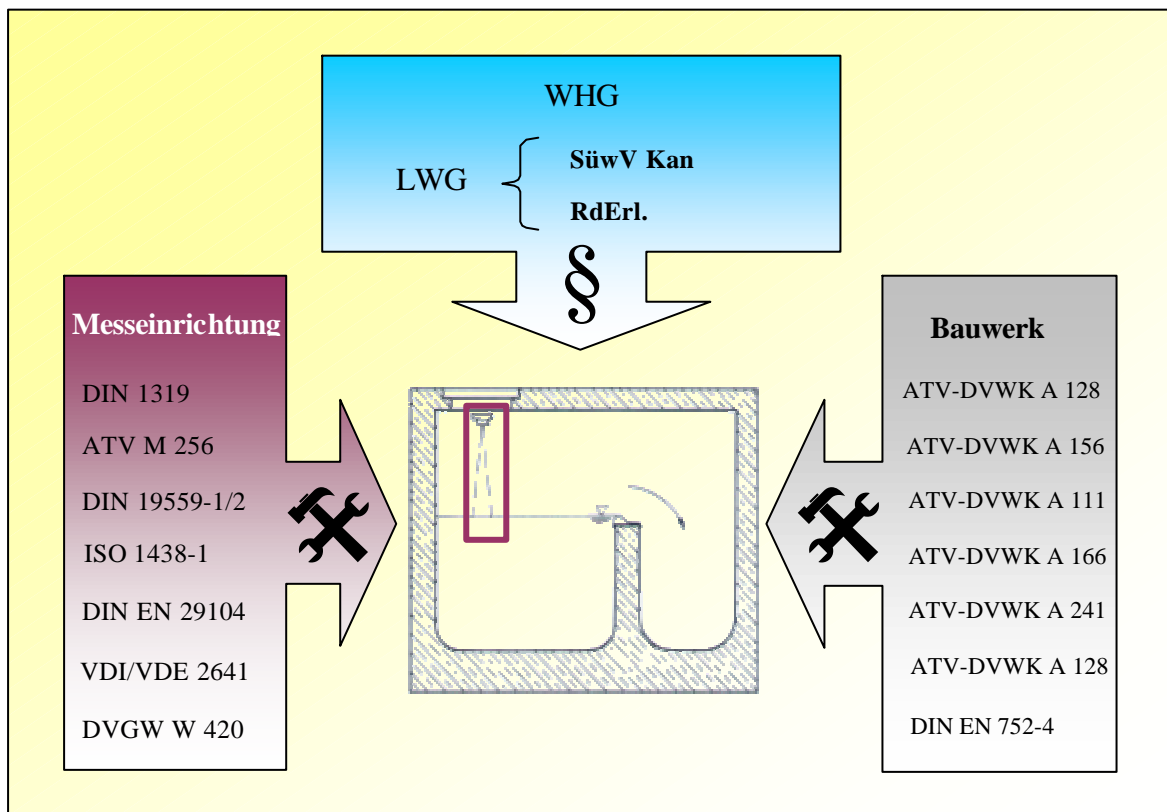 WHG
LWG
SüwV Kan
RdErl.
§
Messeinrichtung
DIN 1319
ATV M 256
DIN 19559-1/2
ISO 1438-1
DIN EN 29104
VDI/VDE 2641
DVGW W 420
Bauwerk
ATV-DVWK A 128
ATV-DVWK A 156
ATV-DVWK A 111
ATV-DVWK A 166
ATV-DVWK A 241
ATV-DVWK A 128
DIN EN 752-4